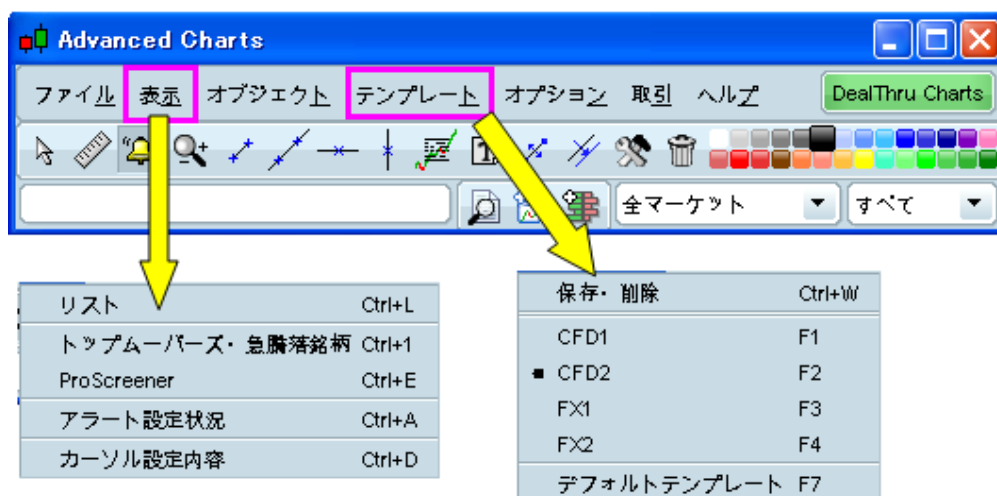 Advanced Charts
ファイル 表示 オブジェクト テンプレート オプション 取引 ヘルプ DealThru Charts
全マーケット すべて
リスト Ctrl+L
トップムーバーズ・急騰落銘柄 Ctrl+1
ProScreener Ctrl+E
アラート設定状況 Ctrl+A
カーソル設定内容 Ctrl+D
保存・削除 Ctrl+W
CFD1 F1
CFD2 F2
FX1 F3
FX2 F4
デフォルトテンプレート F7